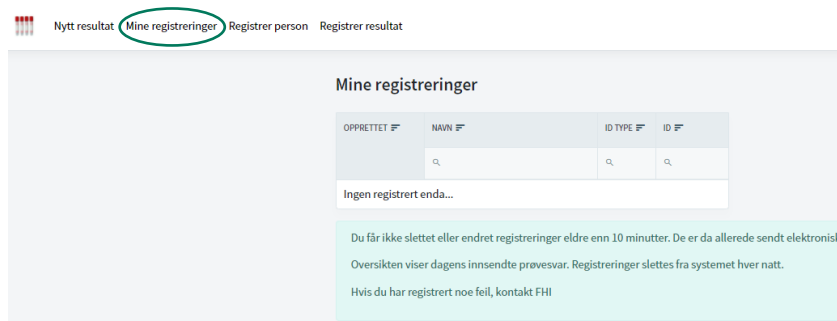 Nytt resultat Mine registreringer Registrer person Registrer resultat
Mine registreringer
OPPRETTET NAVN ID TYPE ID
Ingen registrert enda...
Du får ikke slettet eller endret registreringer eldre enn 10 minutter. De er da allerede sendt elektronisk
Oversikten viser dagens innsendte prøvesvar. Registreringer slettes fra systemet hver natt.
Hvis du har registrert noe feil, kontakt FHI